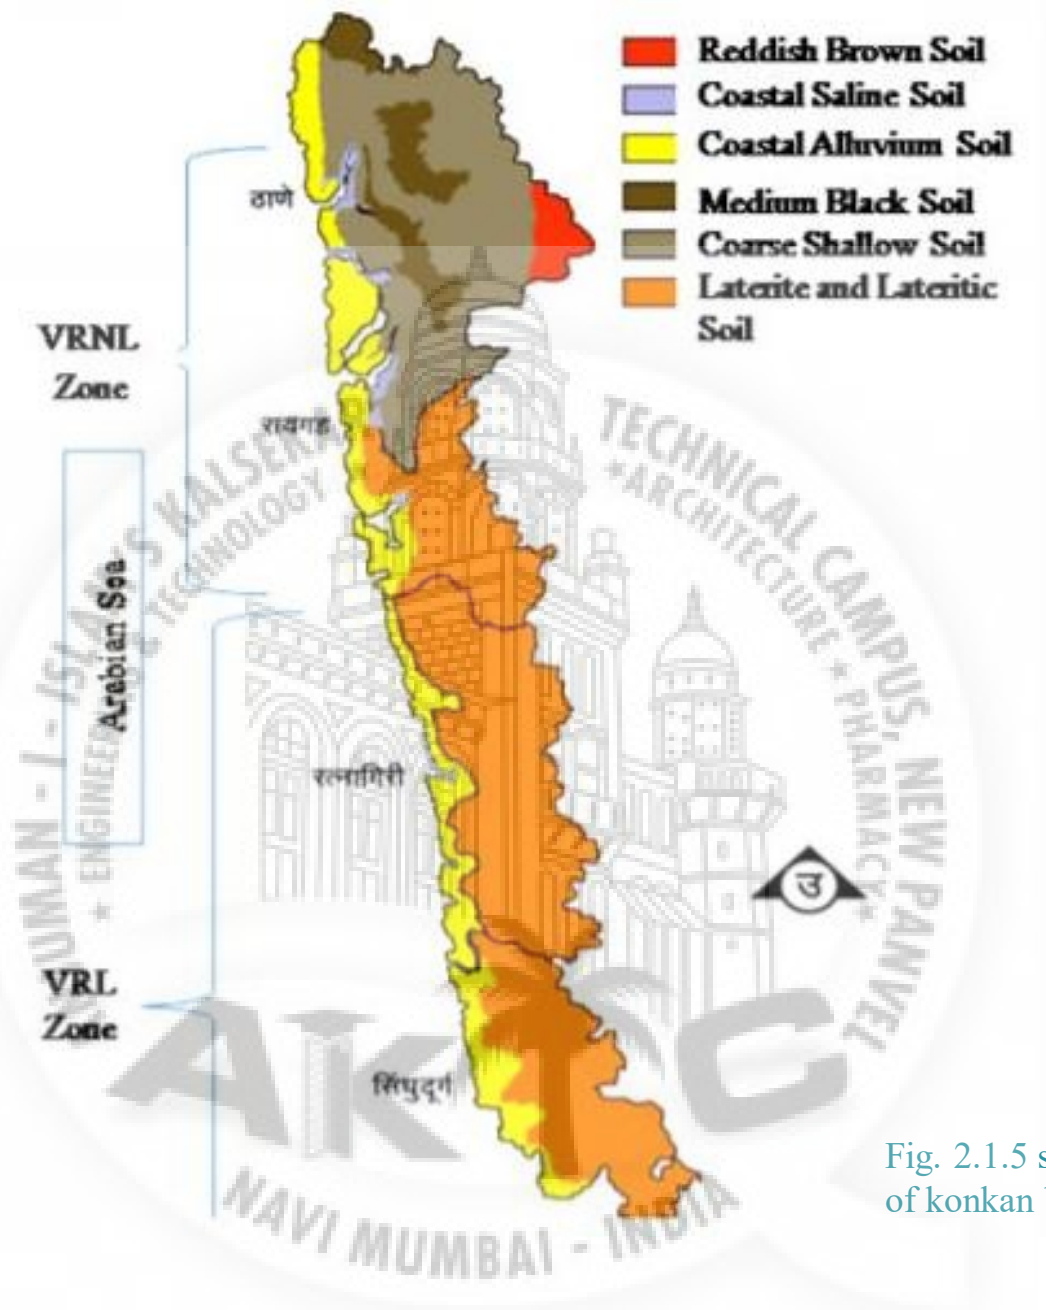 Reddish Brown Soil
Coastal Saline Soil
Coastal Alluvium Soil
Medium Black Soil
Coarse Shallow Soil
Laterite and Lateritic
Soil
ठाणे
VRNL
Zone
रायगड
Arabian Sea
रत्नागिरी
उ
VRL
Zone
सिंधुदूर्ग
Fig. 2.1.5 s
of konkan
TECHNICAL CAMPUS, NEW PANVEL
ARCHITECTURE * PHARMACY *
KALSEKAR
TECHNOLOGY
* ENGINEER
AKTC
NAVI MUMBAI - INDIA